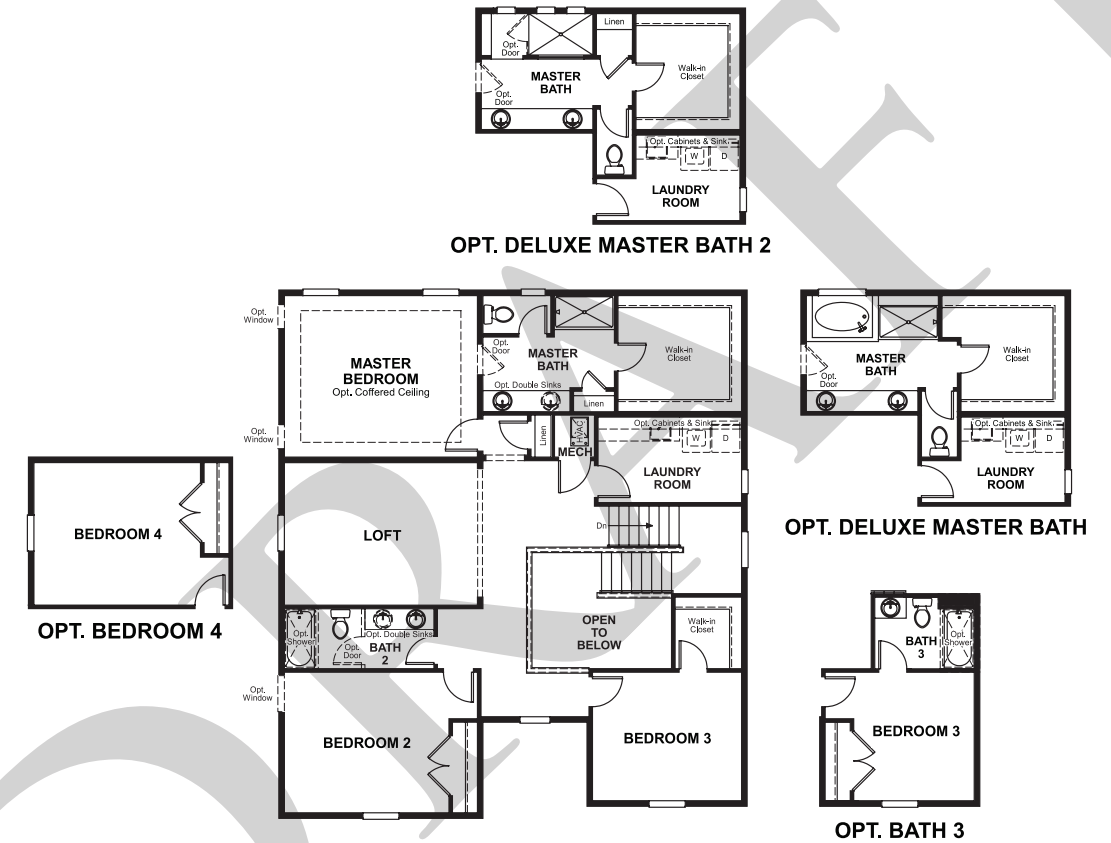 Linen
Opt.
Door
Walk-in
Closet
MASTER
BATH
Opt.
Door
Opt. Cabinets & Sink
W
D
LAUNDRY
ROOM
OPT. DELUXE MASTER BATH 2
Opt.
Window
MASTER
BEDROOM
Opt. Coffered Ceiling
Opt.
Door
MASTER
BATH
Opt. Double Sinks
Walk-in
Closet
Linen
Opt.
Window
Linen
HVAC
MECH
Opt. Cabinets & Sink
W
D
LAUNDRY
ROOM
LOFT
Dn
OPEN
TO
BELOW
Walk-in
Closet
Opt.
Shower
Opt. Double Sinks
Opt.
Door
BATH
2
Opt.
Window
BEDROOM 2
BEDROOM 3
BEDROOM 4
OPT. BEDROOM 4
MASTER
BATH
Opt.
Door
Walk-in
Closet
Opt. Cabinets & Sink
W
D
LAUNDRY
ROOM
OPT. DELUXE MASTER BATH
BATH
3
Opt.
Shower
BEDROOM 3
OPT. BATH 3
DRAFT